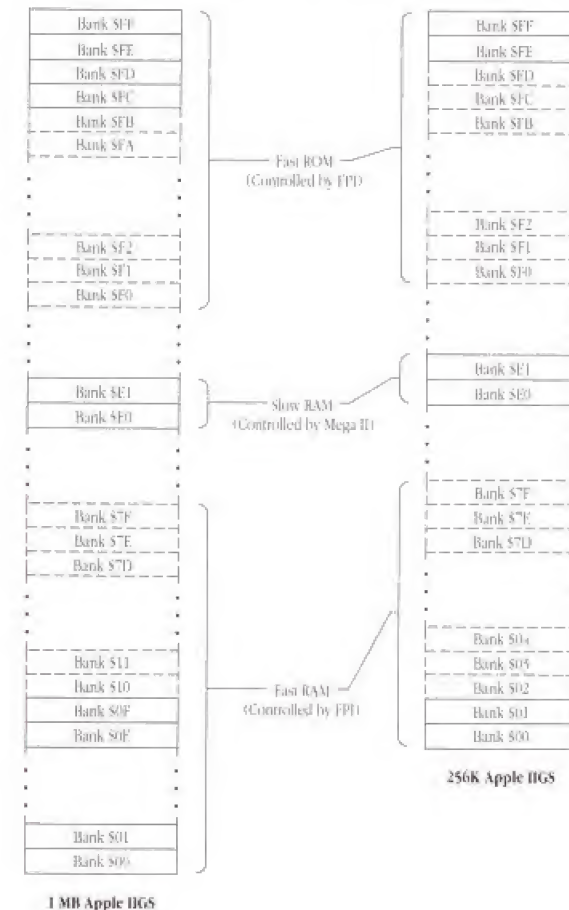 Bank $FF
Bank $FE
Bank $FD
Bank $FC
Bank $FB
Bank $FA
Bank $F2
Bank $F1
Bank $F0
Bank $E1
Bank $E0
Bank $7F
Bank $7E
Bank $7D
Bank $11
Bank $10
Bank $0F
Bank $0E
Bank $01
Bank $00
1 MB Apple IIGS
Fast ROM
(Controlled by FPI)
Slow RAM
(Controlled by Mega II)
Fast RAM
(Controlled by FPI)
Bank $FF
Bank $FE
Bank $FD
Bank $FC
Bank $FB
Bank $F2
Bank $F1
Bank $F0
Bank $E1
Bank $E0
Bank $7F
Bank $7E
Bank $7D
Bank $04
Bank $03
Bank $02
Bank $01
Bank $00
256K Apple IIGS